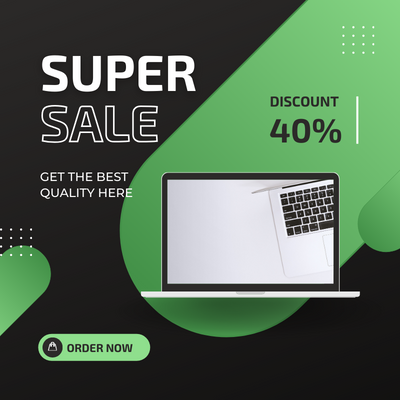 SUPER
SALE
DISCOUNT
40%
GET THE BEST
QUALITY HERE
ORDER NOW